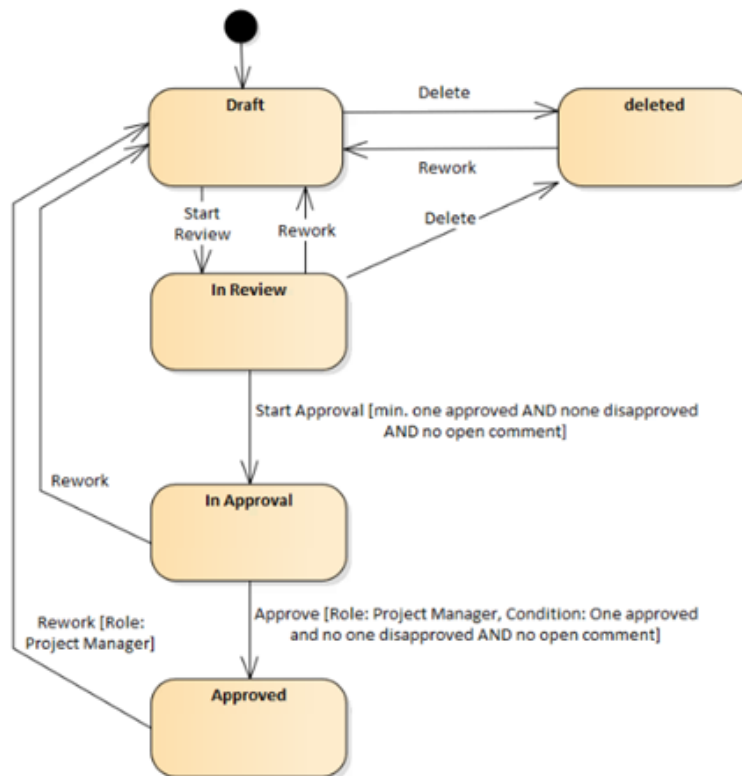 Draft
Delete
deleted
Rework
Start
Review
Rework
Delete
In Review
Start Approval [min. one approved AND none disapproved
AND no open comment]
Rework
In Approval
Rework [Role:
Project Manager]
Approve [Role: Project Manager, Condition: One approved
and no one disapproved AND no open comment]
Approved